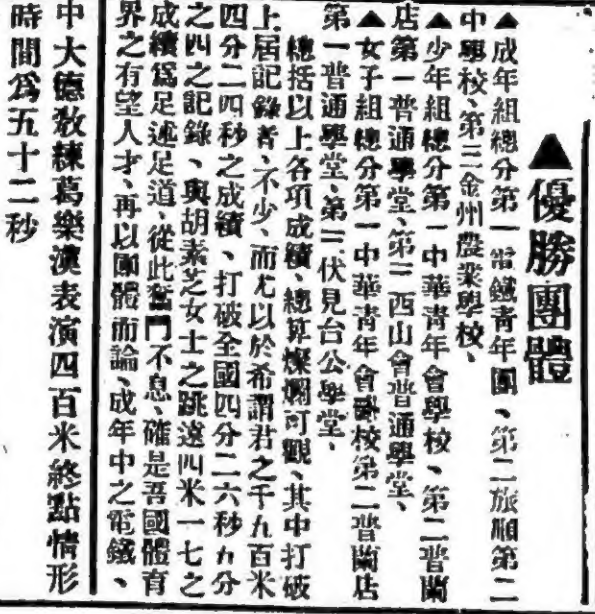 ▲優勝團體
▲成年組總分第一電鐵青年團、第二旅順第二
中學校、第三金州農業學校、
▲少年組總分第一中華青年會學校、第二普蘭
店第一普通學堂、第三西山會普通學堂、
▲女子組總分第一中華青年會學校第二普蘭店
第一普通學堂、第三伏見台公學堂、
總括以上各項成績、總算燦爛可觀、其中打破
上屆記錄者、不少、而尤以於希謂君之千九百米
四分二四秒之成績、打破全國四分二六秒九分
之四之記錄、與胡素芝女士之跳遠四米一七之
成績爲足述足道、從此奮鬥不息、確是吾國體育
界之有望人才、再以團體而論、成年中之電鐵、
中大德敎練葛樂漢表演四百米終點情形
時間爲五十二秒